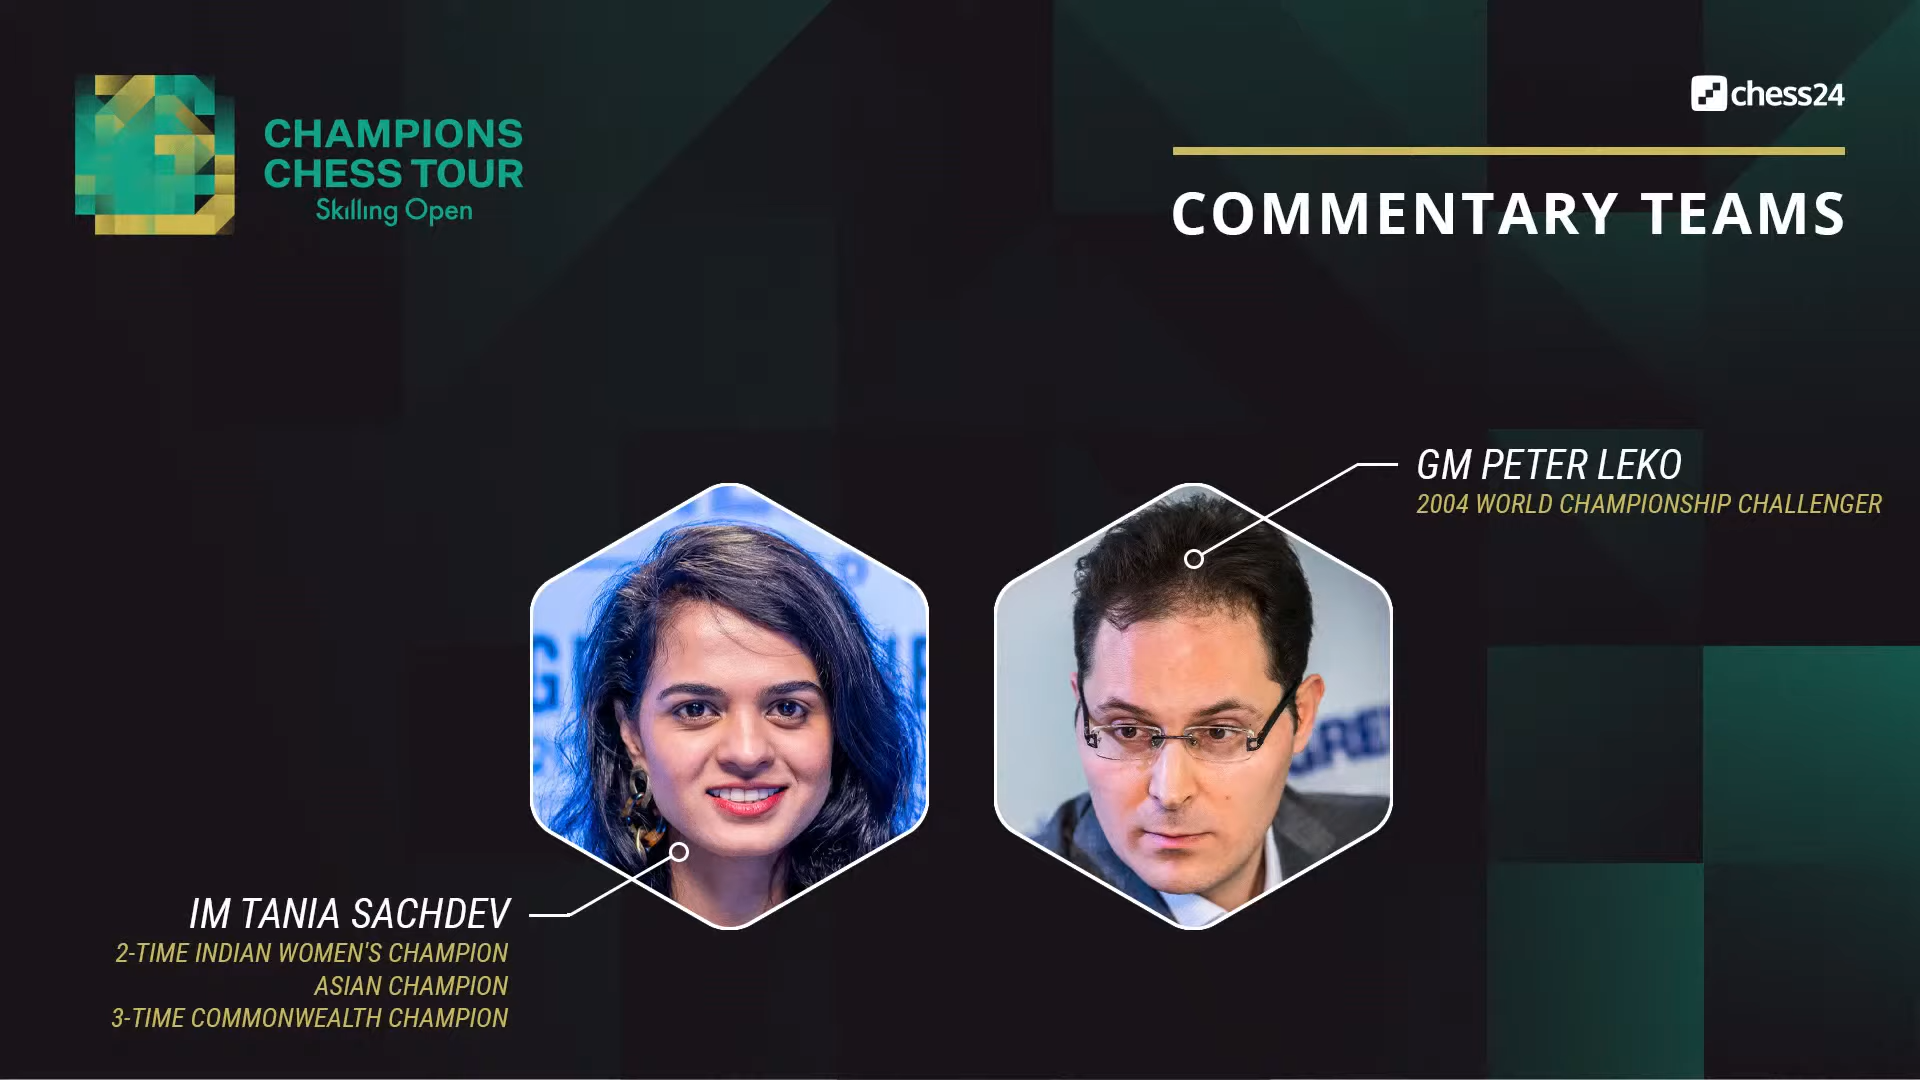 CHAMPIONS
CHESS TOUR
Skilling Open
chess24
COMMENTARY TEAMS
GM PETER LEKO
2004 WORLD CHAMPIONSHIP CHALLENGER
IM TANIA SACHDEV
2-TIME INDIAN WOMEN'S CHAMPION
ASIAN CHAMPION
3-TIME COMMONWEALTH CHAMPION